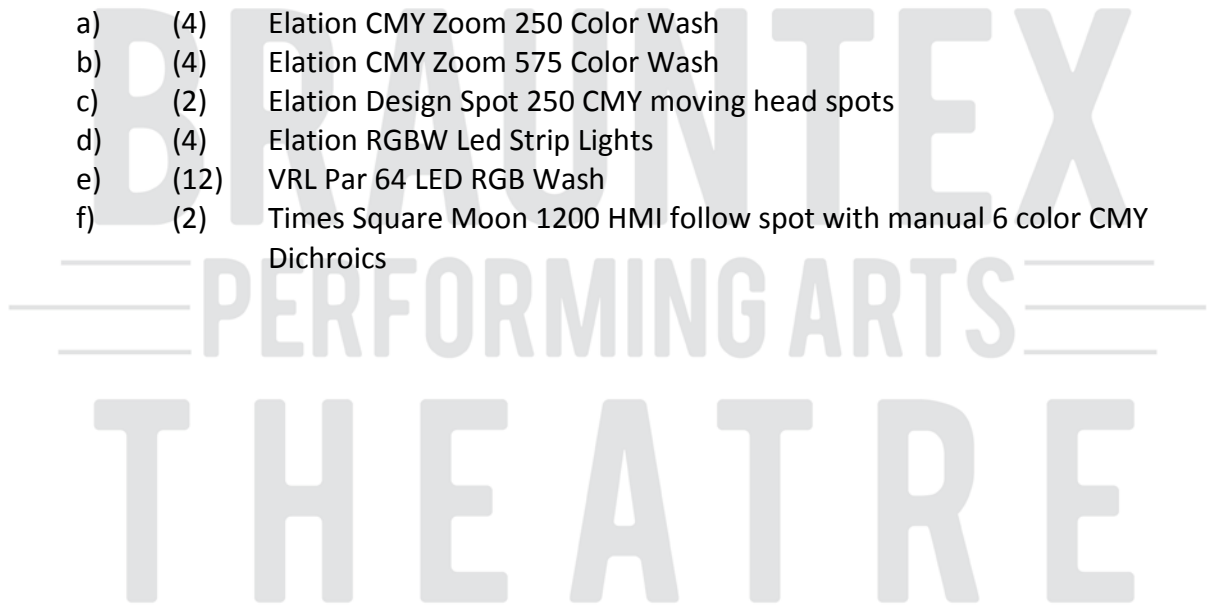 a) (4) Elation CMY Zoom 250 Color Wash
b) (4) Elation CMY Zoom 575 Color Wash
c) (2) Elation Design Spot 250 CMY moving head spots
d) (4) Elation RGBW Led Strip Lights
e) (12) VRL Par 64 LED RGB Wash
f) (2) Times Square Moon 1200 HMI follow spot with manual 6 color CMY
Dichroics
BRAUNTEX
PERFORMING ARTS
THEATRE